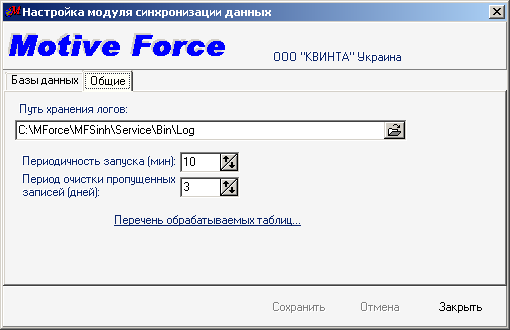 Настройка модуля синхронизации данных
Motive Force
ООО "КВИНТА" Украина
Базы данных Общие
Путь хранения логов:
C:\MForce\MFSinh\Service\Bin\Log
Периодичность запуска (мин): 10
Период очистки пропущенных
записей (дней): 3
Перечень обрабатываемых таблиц...
Сохранить Отмена Закрыть